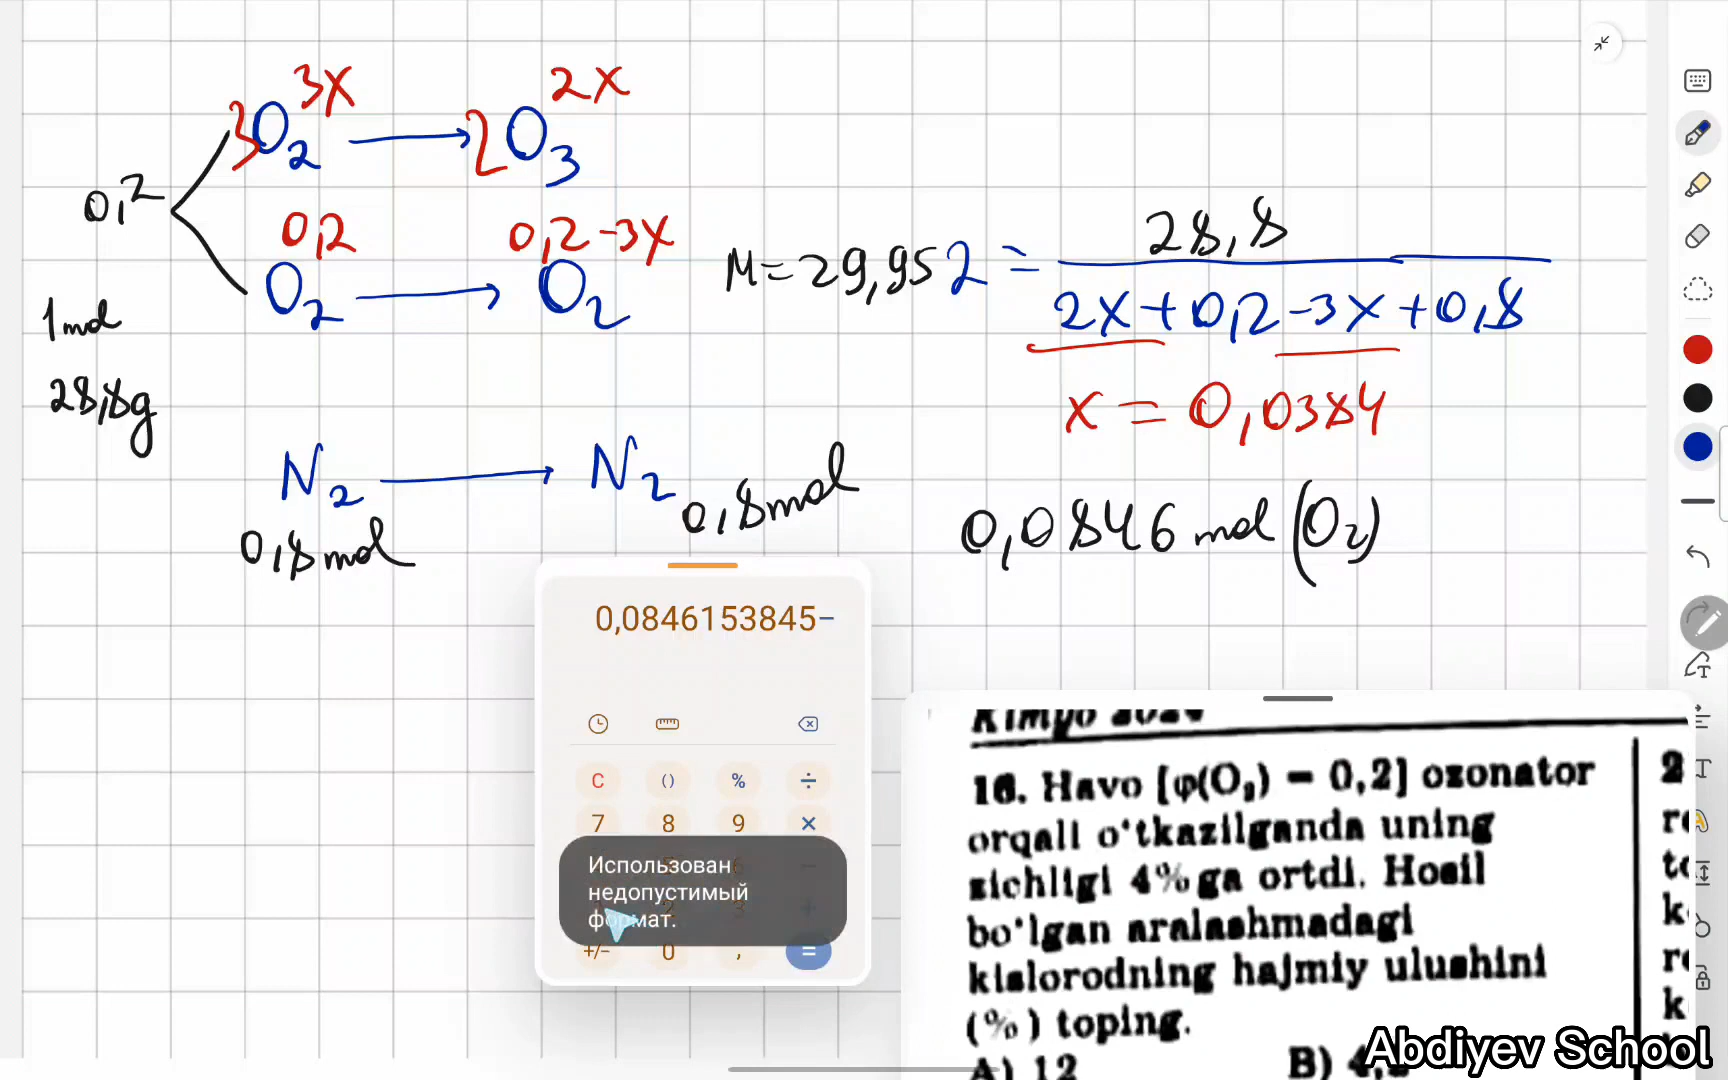 3x 2x
3O2 → 2O3
0,2
0,2 0,2-3x
O2 → O2
1 mol
28,8g
N2 → N2
0,8mol 0,8mol
28,8
M=29,952 = 2x+0,2-3x+0,8
x = 0,0384
0,0846 mol (O2)
0,0846153845−
C () % ÷
7 8 9 ×
Использован
недопустимый
формат.
+/− 0 , =
16. Havo [φ(O2) = 0,2] ozonator
orqali o‘tkazilganda uning
zichligi 4% ga ortdi. Hosil
bo‘lgan aralashmadagi
kislorodning hajmiy ulushini
(%) toping.
A) 12 B) 4,
Abdiyev School